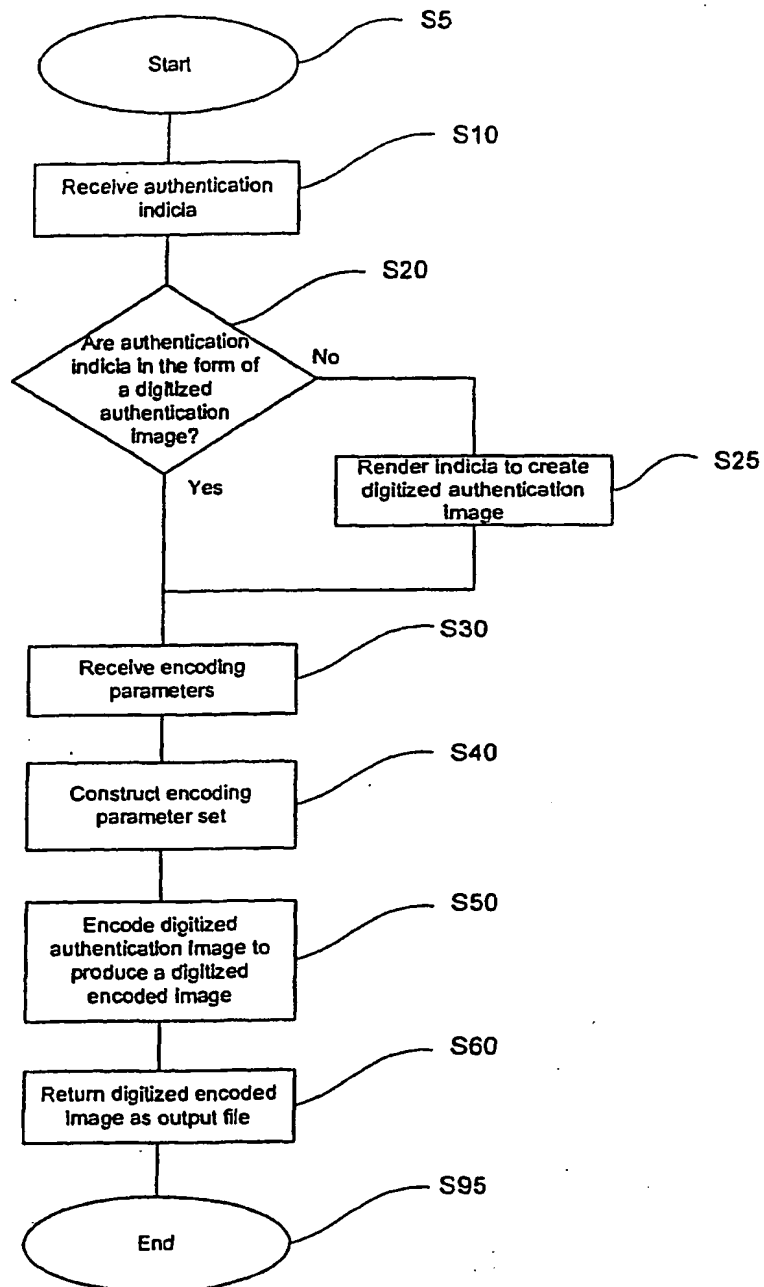 Start
S5
Receive authentication
indicia
S10
Are authentication
indicia in the form of
a digitized
authentication
image?
S20
No
Yes
Render indicia to create
digitized authentication
image
S25
Receive encoding
parameters
S30
Construct encoding
parameter set
S40
Encode digitized
authentication image to
produce a digitized
encoded image
S50
Return digitized encoded
image as output file
S60
End
S95